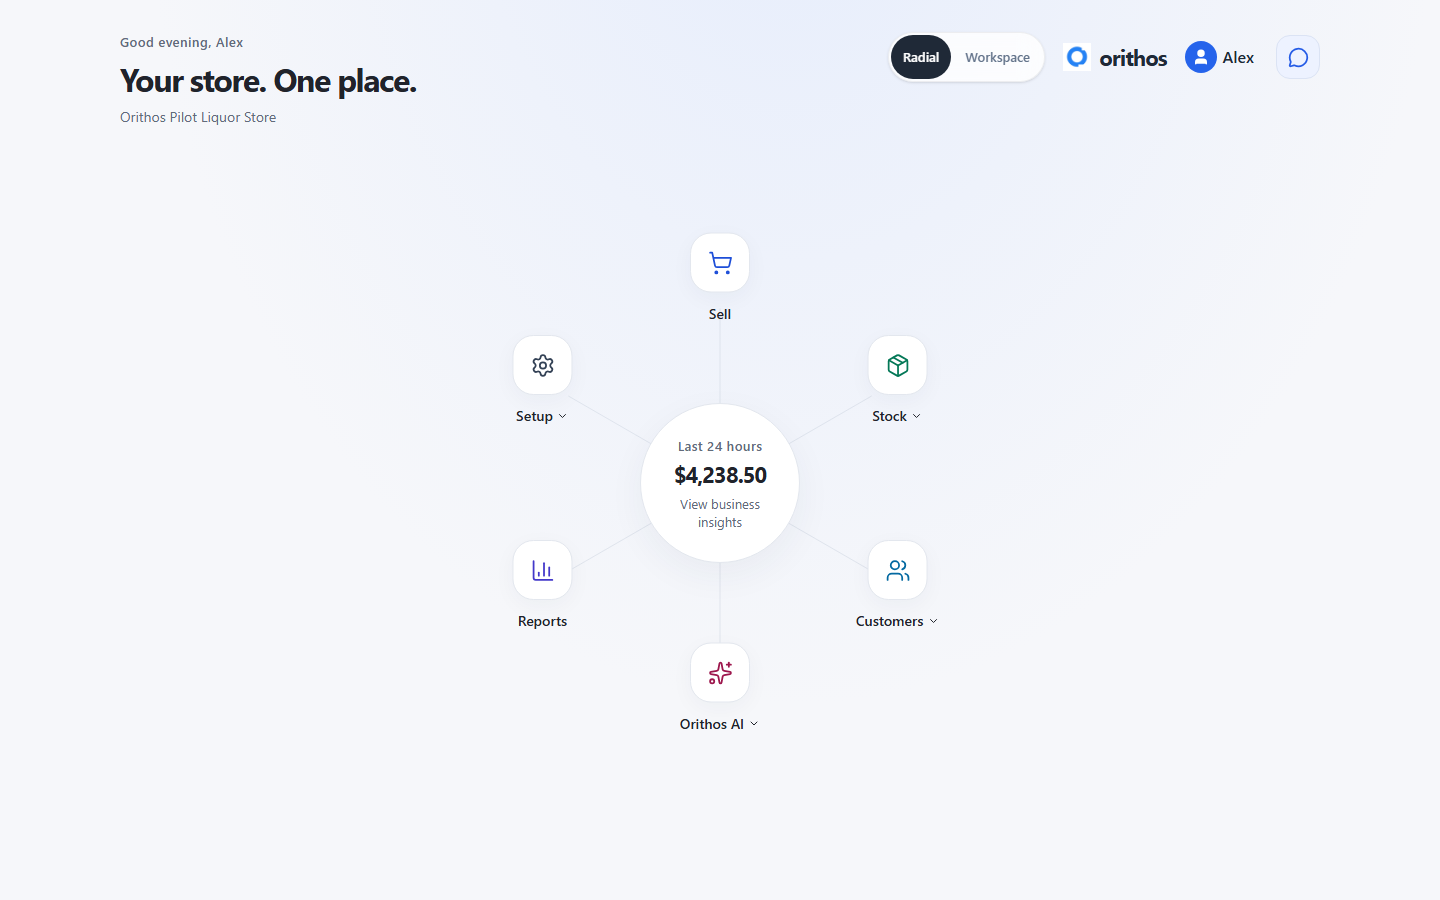 Good evening, Alex
Your store. One place.
Orithos Pilot Liquor Store
Radial
Workspace
orithos
Alex
Sell
Setup
Stock
Last 24 hours
$4,238.50
View business
insights
Reports
Customers
Orithos AI